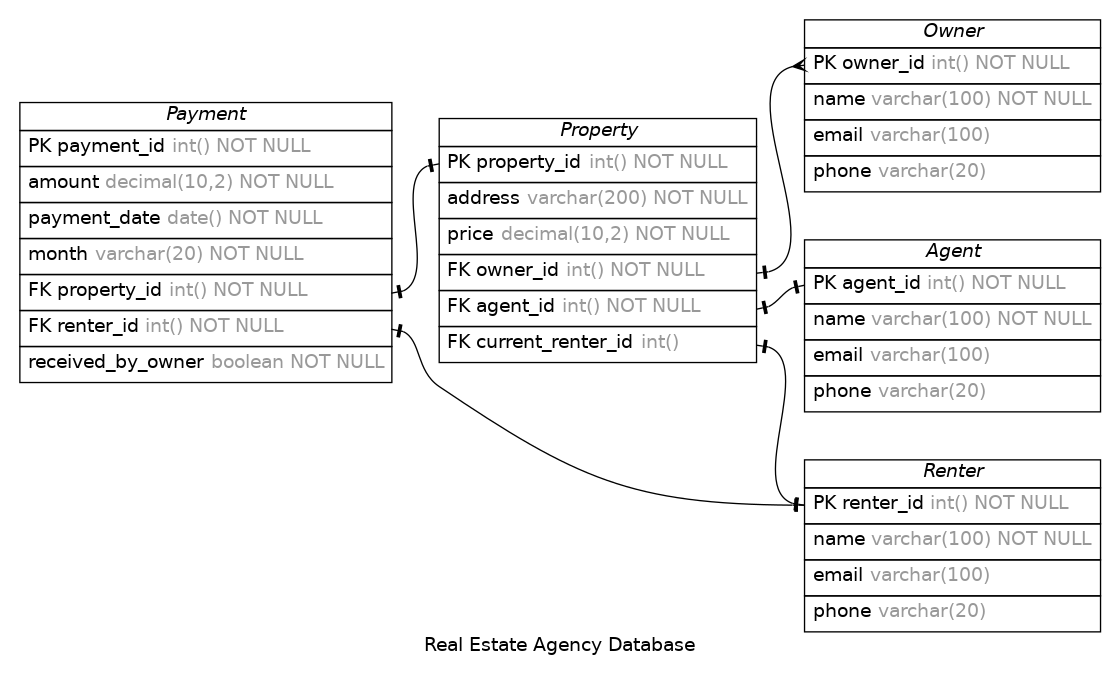 Payment
PK payment_id int() NOT NULL
amount decimal(10,2) NOT NULL
payment_date date() NOT NULL
month varchar(20) NOT NULL
FK property_id int() NOT NULL
FK renter_id int() NOT NULL
received_by_owner boolean NOT NULL
Property
PK property_id int() NOT NULL
address varchar(200) NOT NULL
price decimal(10,2) NOT NULL
FK owner_id int() NOT NULL
FK agent_id int() NOT NULL
FK current_renter_id int()
Owner
PK owner_id int() NOT NULL
name varchar(100) NOT NULL
email varchar(100)
phone varchar(20)
Agent
PK agent_id int() NOT NULL
name varchar(100) NOT NULL
email varchar(100)
phone varchar(20)
Renter
PK renter_id int() NOT NULL
name varchar(100) NOT NULL
email varchar(100)
phone varchar(20)
Real Estate Agency Database